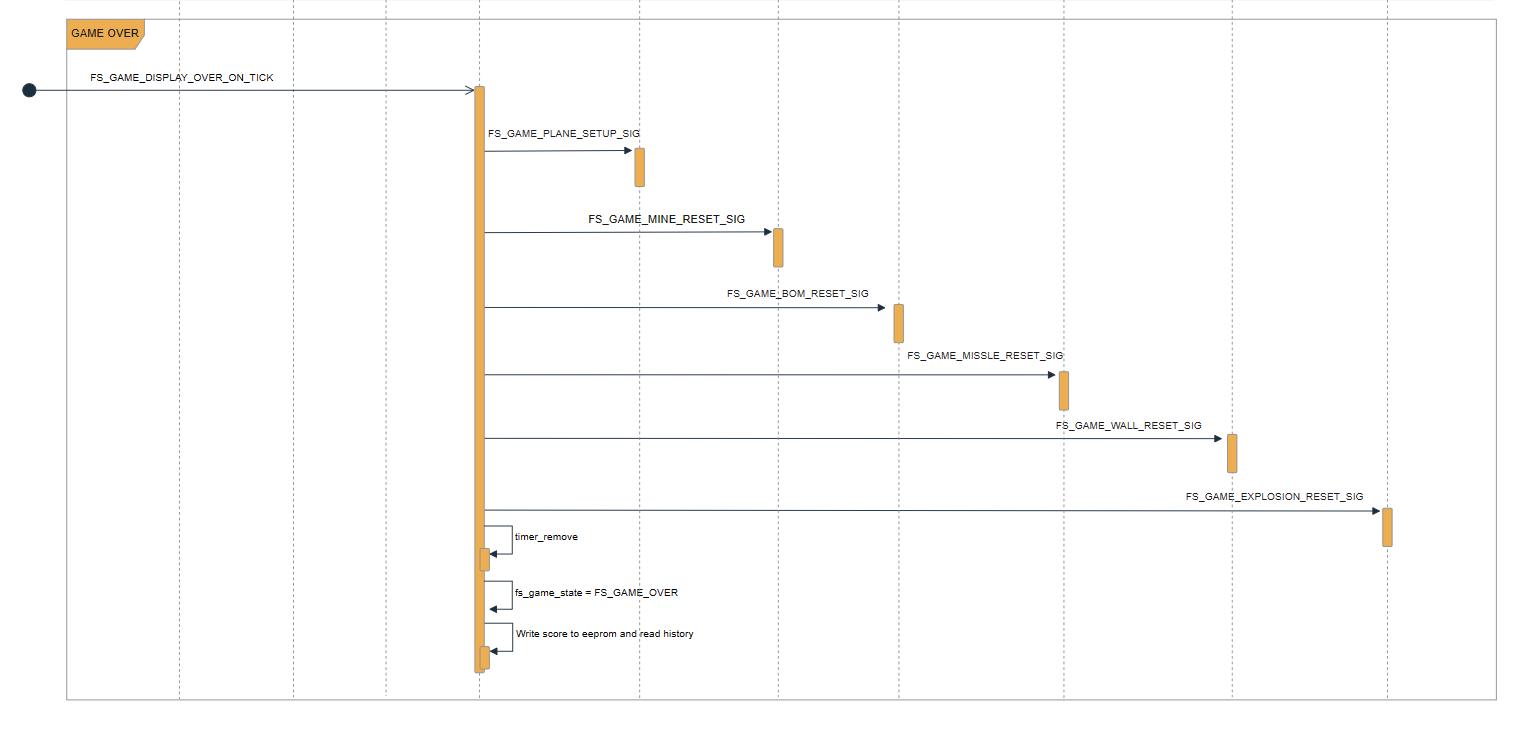 GAME OVER
FS_GAME_DISPLAY_OVER_ON_TICK
FS_GAME_PLANE_SETUP_SIG
FS_GAME_MINE_RESET_SIG
FS_GAME_BOM_RESET_SIG
FS_GAME_MISSLE_RESET_SIG
FS_GAME_WALL_RESET_SIG
FS_GAME_EXPLOSION_RESET_SIG
timer_remove
fs_game_state = FS_GAME_OVER
Write score to eeprom and read history